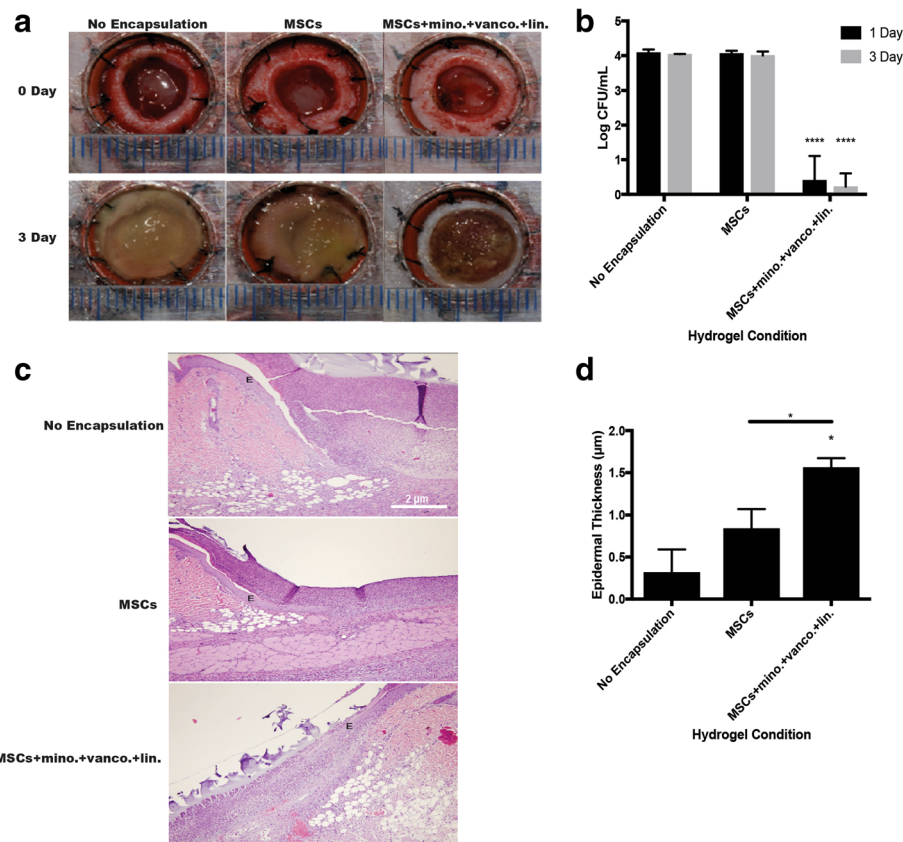 a
No Encapsulation
MSCs
MSCs+mino.+vanco.+lin.
0 Day
3 Day
b
Log CFU/mL
5
4
3
2
1
0
1 Day
3 Day
****
****
No Encapsulation
MSCs
MSCs+mino.+vanco.+lin.
Hydrogel Condition
c
No Encapsulation
E
2 µm
MSCs
E
MSCs+mino.+vanco.+lin.
E
d
Epidermal Thickness (µm)
2.0
1.5
1.0
0.5
0.0
*
*
No Encapsulation
MSCs
MSCs+mino.+vanco.+lin.
Hydrogel Condition